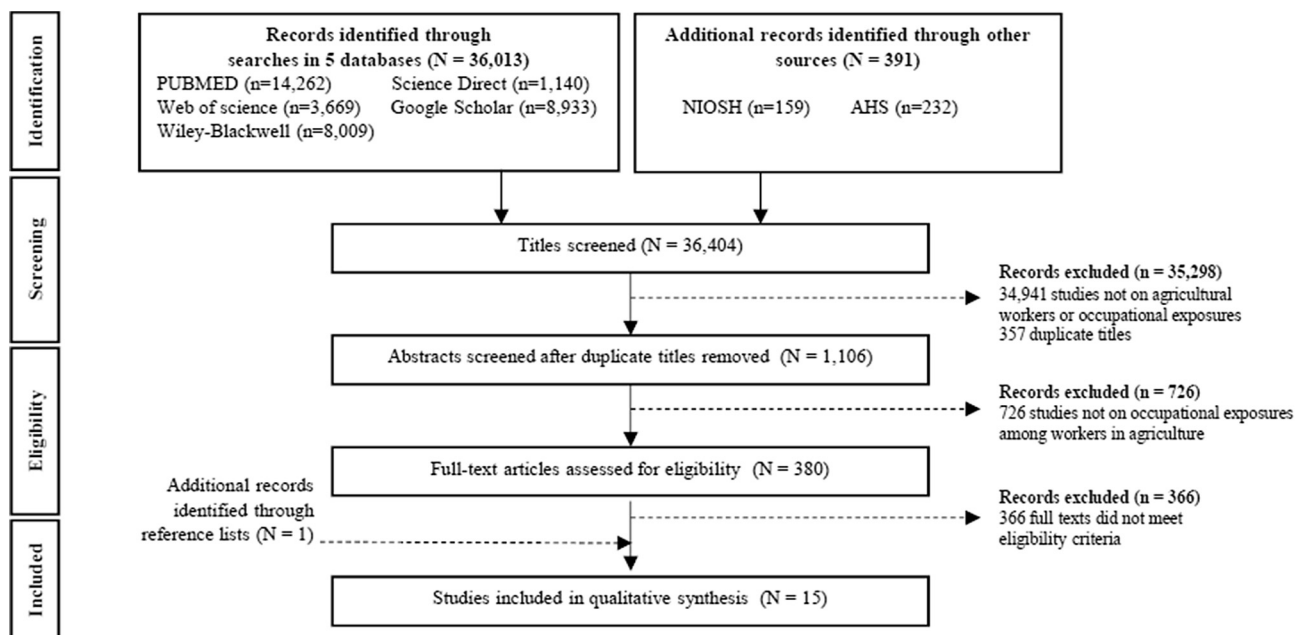 Identification
Records identified through
searches in 5 databases (N = 36,013)
PUBMED (n=14,262) Science Direct (n=1,140)
Web of science (n=3,669) Google Scholar (n=8,933)
Wiley-Blackwell (n=8,009)
Additional records identified through other
sources (N = 391)
NIOSH (n=159) AHS (n=232)
Screening
Titles screened (N = 36,404)
Records excluded (n = 35,298)
34,941 studies not on agricultural
workers or occupational exposures
357 duplicate titles
Eligibility
Abstracts screened after duplicate titles removed (N = 1,106)
Records excluded (n = 726)
726 studies not on occupational exposures
among workers in agriculture
Full-text articles assessed for eligibility (N = 380)
Additional records
identified through
reference lists (N = 1)
Records excluded (n = 366)
366 full texts did not meet
eligibility criteria
Included
Studies included in qualitative synthesis (N = 15)